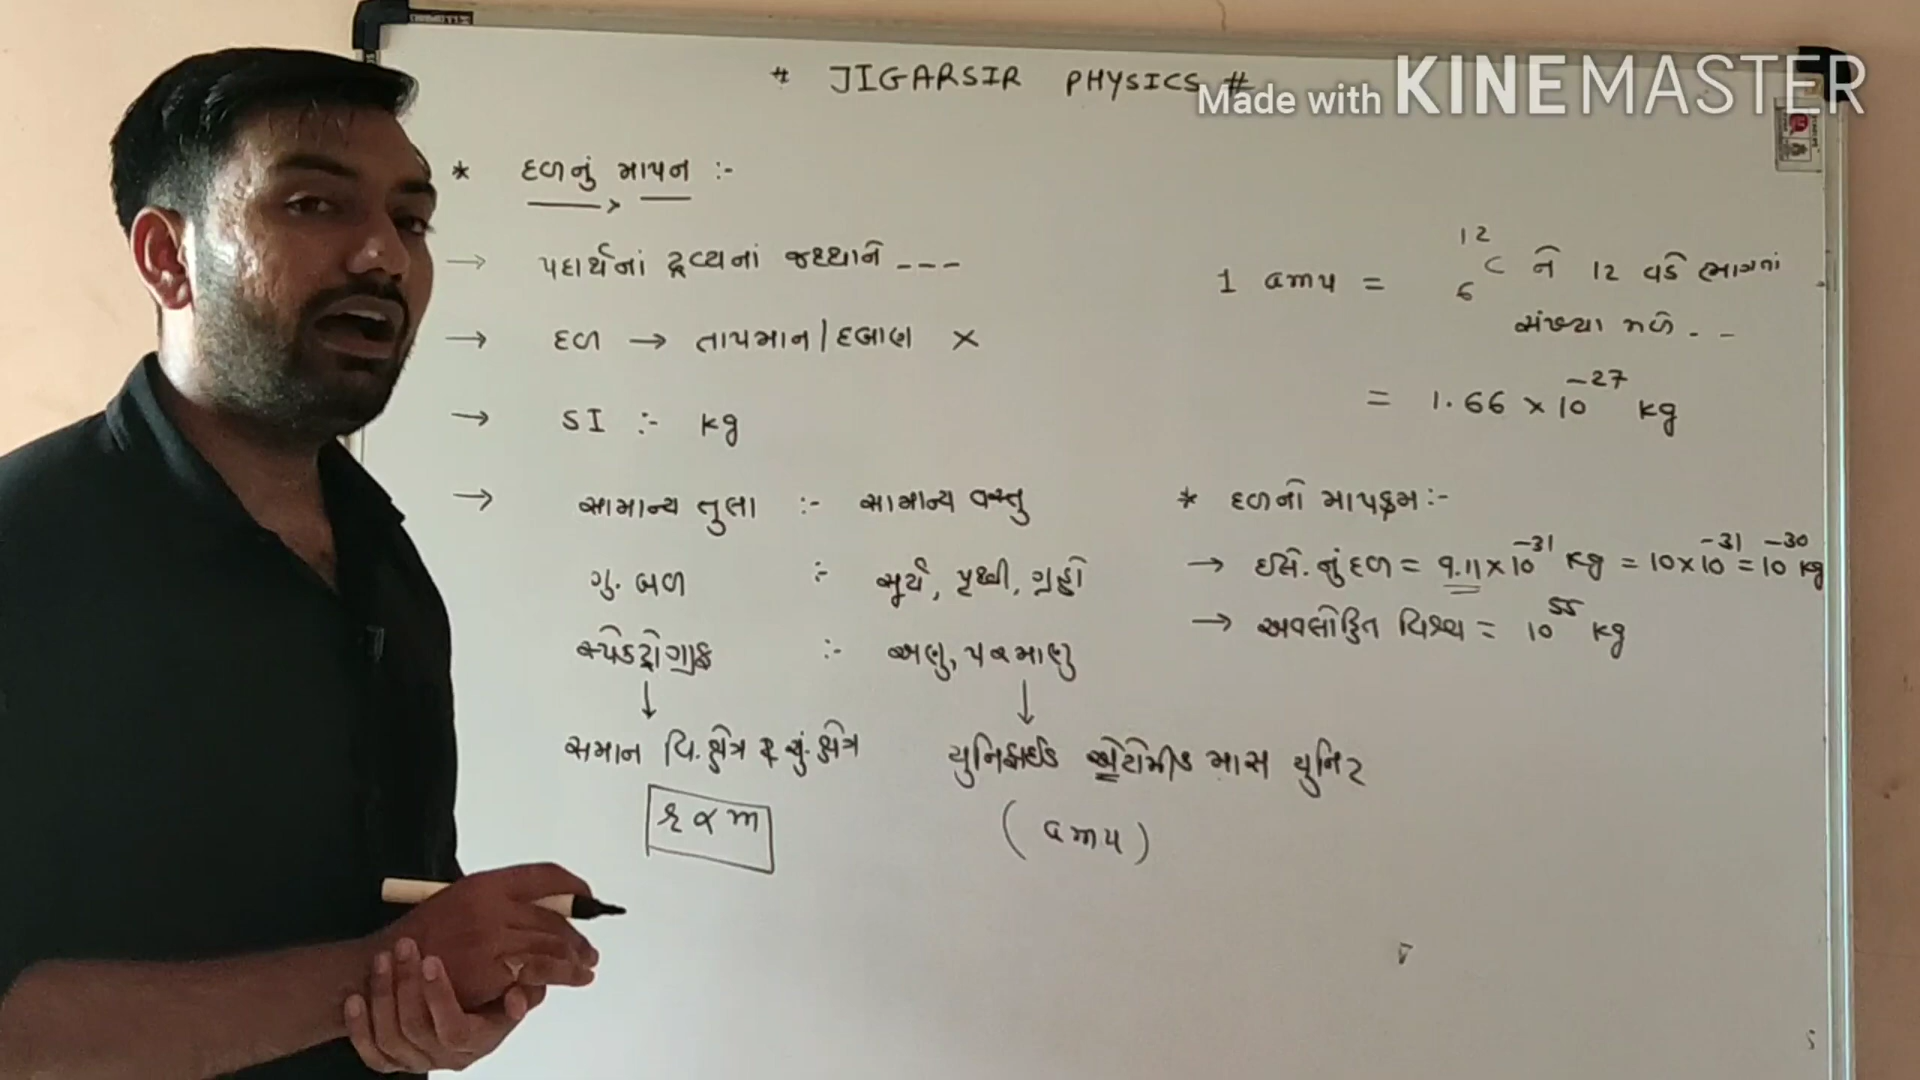 # JIGARSIR PHYSICS #
Made with KINEMASTER
* દળનું માપન :-
→ પદાર્થનાં દ્રવ્યનાં જથ્થાને ---
→ દળ → તાપમાન/દબાણ ×
→ SI :- kg
→ સામાન્ય તુલા :- સામાન્ય વસ્તુ
ગુ. બળ :- સૂર્ય, પૃથ્વી, ગ્રહો
સ્પેક્ટ્રોગ્રાફ :- અણુ, પરમાણુ
↓ ↓
સમાન વિ.ક્ષેત્ર ર ચું.ક્ષેત્ર
યુનિફાઈડ એટોમીક માસ યુનિટ
r α m
(amu)
1 amu = ¹²₆C ને 12 વડે ભાગતાં
સંખ્યા મળે - -
= 1.66 × 10⁻²⁷ kg
* દળનો માપક્રમ :-
→ ઈલે. નું દળ = 9.11 × 10⁻³¹ kg = 10 × 10⁻³¹ = 10⁻³⁰ kg
→ અવલોકિત વિશ્વ = 10⁵⁵ kg